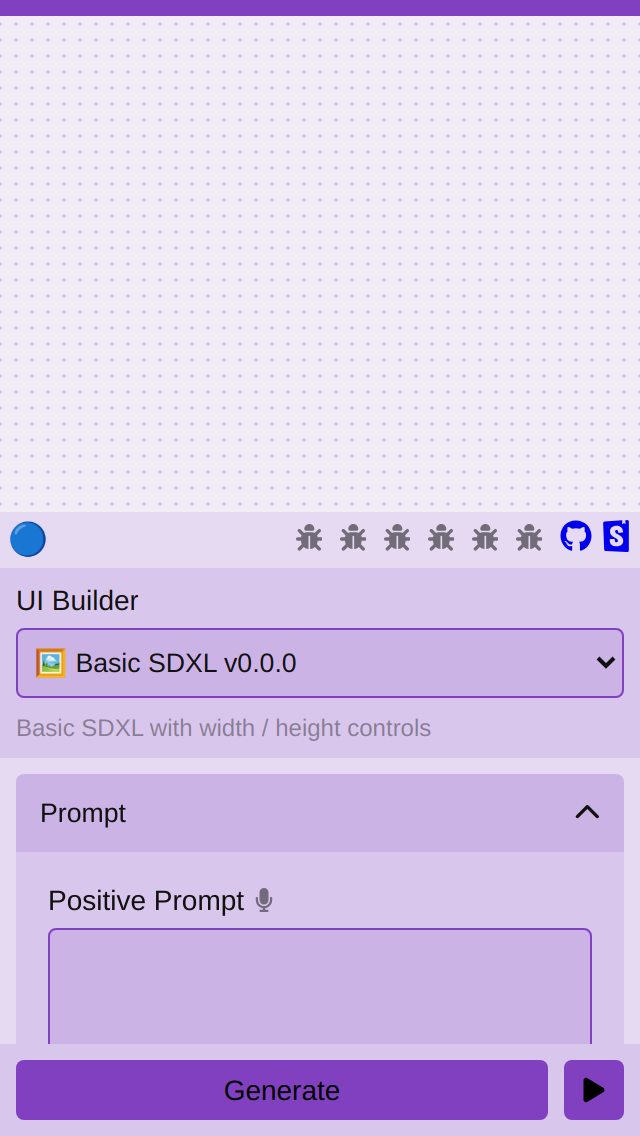 UI Builder
🖼️ Basic SDXL v0.0.0
Basic SDXL with width / height controls
Prompt
Positive Prompt
Generate